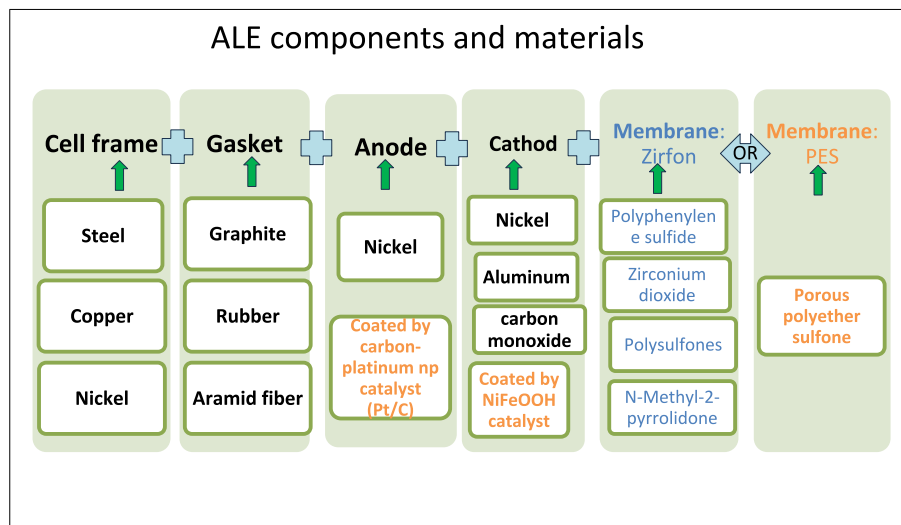 ALE components and materials
Cell frame
Steel
Copper
Nickel
Gasket
Graphite
Rubber
Aramid fiber
Anode
Nickel
Coated by
carbon-
platinum np
catalyst
(Pt/C)
Cathod
Nickel
Aluminum
carbon
monoxide
Coated by
NiFeOOH
catalyst
Membrane:
Zirfon
Polyphenylen
e sulfide
Zirconium
dioxide
Polysulfones
N-Methyl-2-
pyrrolidone
OR
Membrane:
PES
Porous
polyether
sulfone